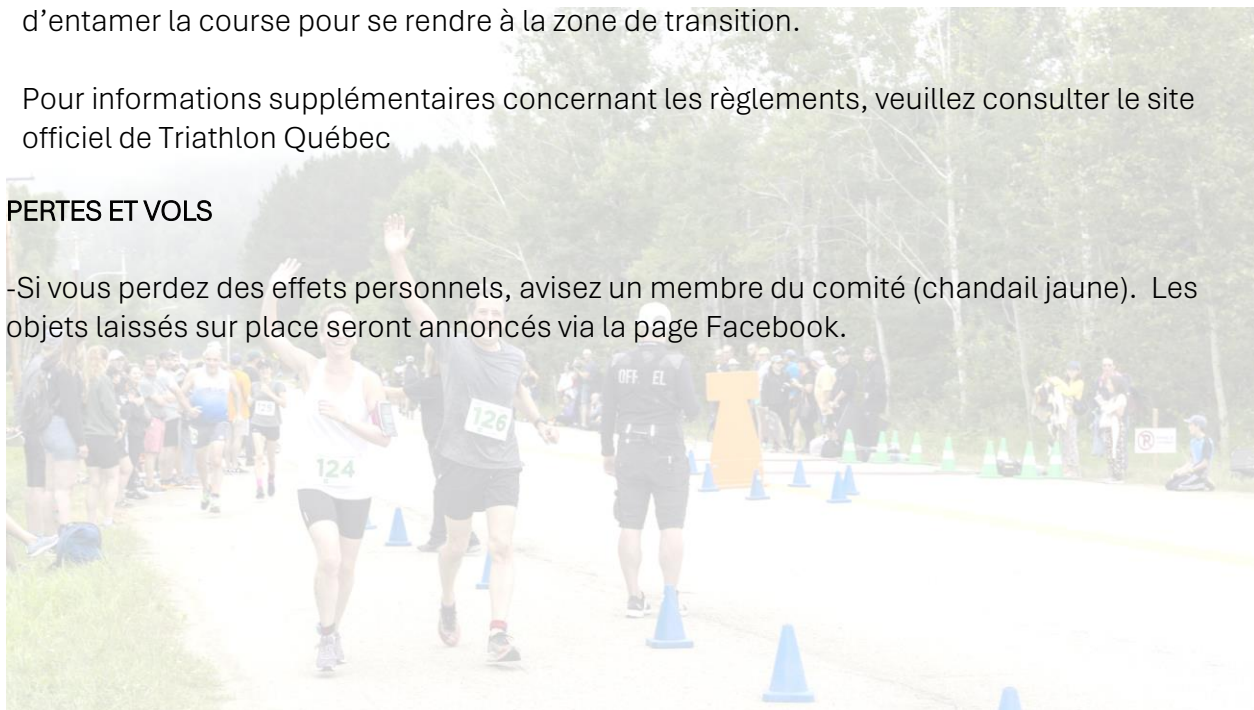 d’entamer la course pour se rendre à la zone de transition.
Pour informations supplémentaires concernant les règlements, veuillez consulter le site
officiel de Triathlon Québec
PERTES ET VOLS
-Si vous perdez des effets personnels, avisez un membre du comité (chandail jaune).  Les
objets laissés sur place seront annoncés via la page Facebook.
OFF EL
126
124